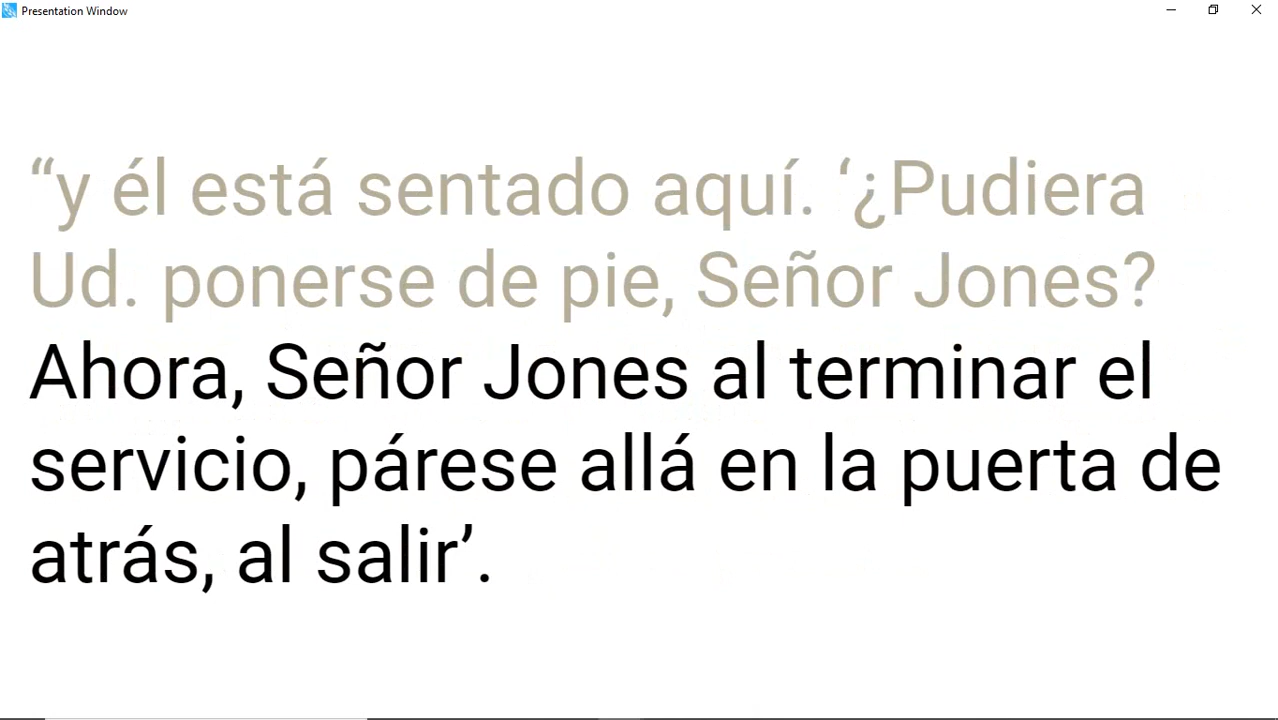 Presentation Window
“y él está sentado aquí. ‘¿Pudiera
Ud. ponerse de pie, Señor Jones?
Ahora, Señor Jones al terminar el
servicio, párese allá en la puerta de
atrás, al salir’.